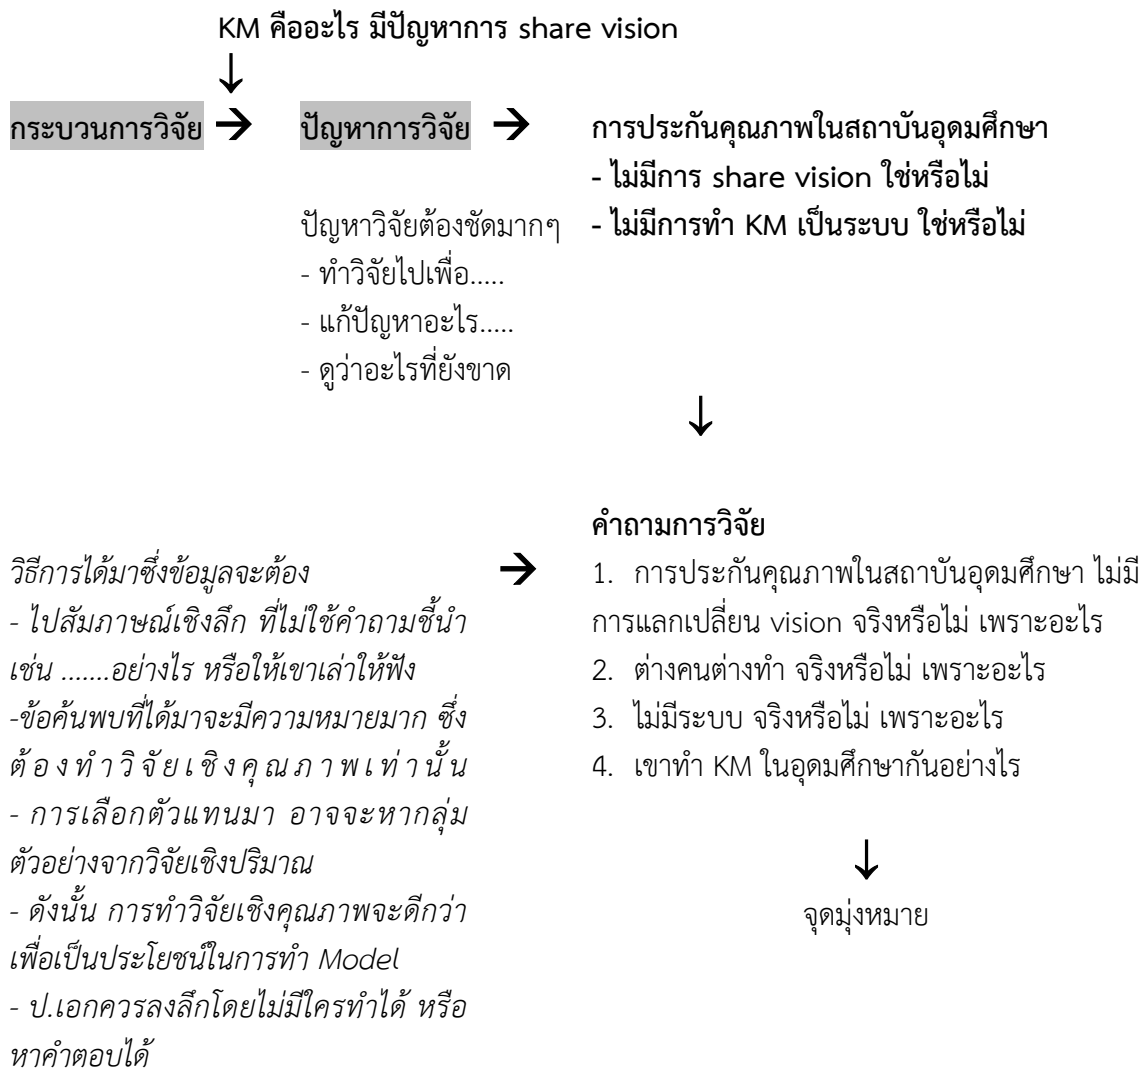 KM คืออะไร มีปัญหาการ share vision
↓
กระบวนการวิจัย → ปัญหาการวิจัย → การประกันคุณภาพในสถาบันอุดมศึกษา
- ไม่มีการ share vision ใช่หรือไม่
- ไม่มีการทำ KM เป็นระบบ ใช่หรือไม่
ปัญหาวิจัยต้องชัดมากๆ
- ทำวิจัยไปเพื่อ.....
- แก้ปัญหาอะไร.....
- ดูว่าอะไรที่ยังขาด
↓
คำถามการวิจัย
1. การประกันคุณภาพในสถาบันอุดมศึกษา ไม่มี
การแลกเปลี่ยน vision จริงหรือไม่ เพราะอะไร
2. ต่างคนต่างทำ จริงหรือไม่ เพราะอะไร
3. ไม่มีระบบ จริงหรือไม่ เพราะอะไร
4. เขาทำ KM ในอุดมศึกษากันอย่างไร
↓
จุดมุ่งหมาย
วิธีการได้มาซึ่งข้อมูลจะต้อง →
- ไปสัมภาษณ์เชิงลึก ที่ไม่ใช้คำถามชี้นำ
เช่น .......อย่างไร หรือให้เขาเล่าให้ฟัง
-ข้อค้นพบที่ได้มาจะมีความหมายมาก ซึ่ง
ต้องทำวิจัยเชิงคุณภาพเท่านั้น
- การเลือกตัวแทนมา อาจจะหากลุ่ม
ตัวอย่างจากวิจัยเชิงปริมาณ
- ดังนั้น การทำวิจัยเชิงคุณภาพจะดีกว่า
เพื่อเป็นประโยชน์ในการทำ Model
- ป.เอกควรลงลึกโดยไม่มีใครทำได้ หรือ
หาคำตอบได้